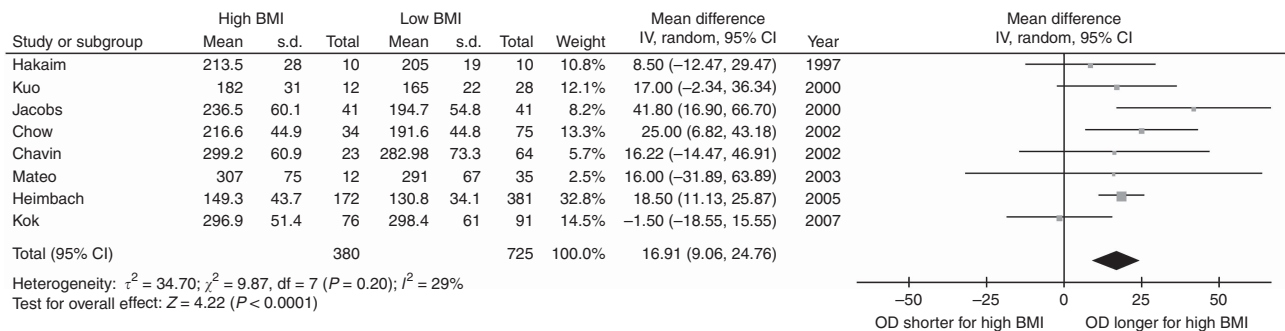 High BMI Low BMI Mean difference Mean difference
Study or subgroup Mean s.d. Total Mean s.d. Total Weight IV, random, 95% CI Year IV, random, 95% CI
Hakaim 213.5 28 10 205 19 10 10.8% 8.50 (−12.47, 29.47) 1997
Kuo 182 31 12 165 22 28 12.1% 17.00 (−2.34, 36.34) 2000
Jacobs 236.5 60.1 41 194.7 54.8 41 8.2% 41.80 (16.90, 66.70) 2000
Chow 216.6 44.9 34 191.6 44.8 75 13.3% 25.00 (6.82, 43.18) 2002
Chavin 299.2 60.9 23 282.98 73.3 64 5.7% 16.22 (−14.47, 46.91) 2002
Mateo 307 75 12 291 67 35 2.5% 16.00 (−31.89, 63.89) 2003
Heimbach 149.3 43.7 172 130.8 34.1 381 32.8% 18.50 (11.13, 25.87) 2005
Kok 296.9 51.4 76 298.4 61 91 14.5% −1.50 (−18.55, 15.55) 2007
Total (95% CI) 380 725 100.0% 16.91 (9.06, 24.76)
Heterogeneity: τ² = 34.70; χ² = 9.87, df = 7 (P = 0.20); I² = 29%
Test for overall effect: Z = 4.22 (P < 0.0001)
−50 −25 0 25 50
OD shorter for high BMI OD longer for high BMI